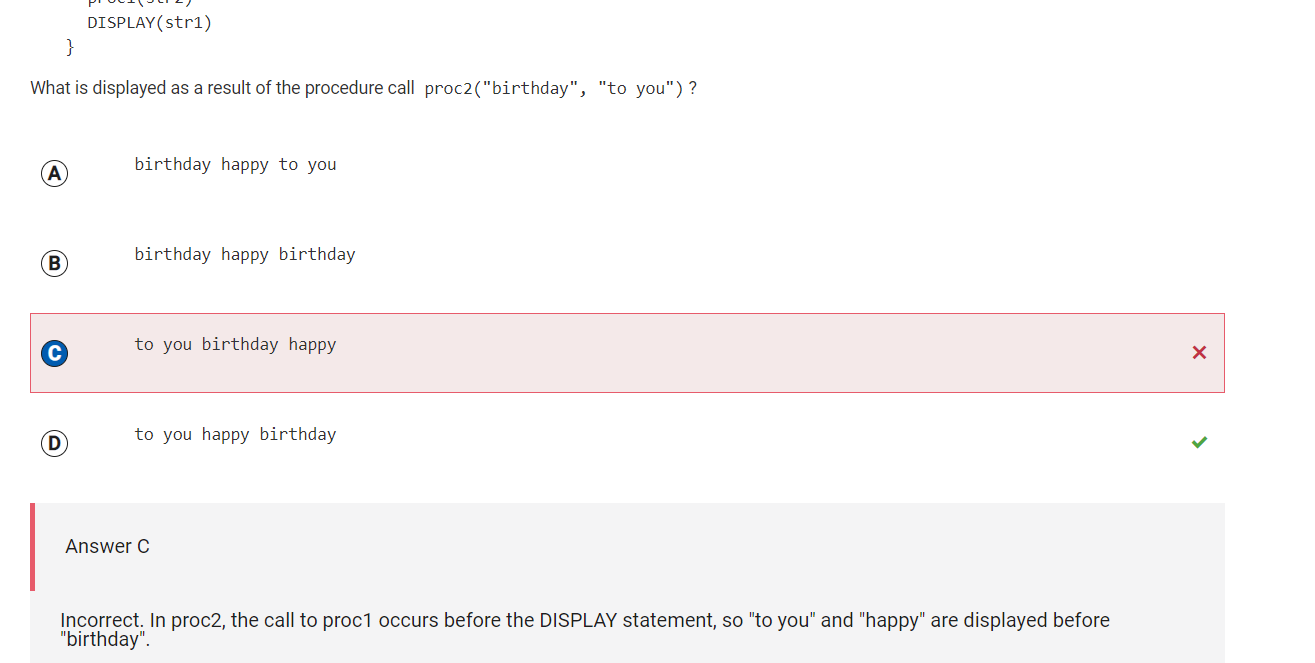 proc1(str2)
DISPLAY(str1)
}
What is displayed as a result of the procedure call proc2("birthday", "to you") ?
A birthday happy to you
B birthday happy birthday
C to you birthday happy
D to you happy birthday
Answer C
Incorrect. In proc2, the call to proc1 occurs before the DISPLAY statement, so "to you" and "happy" are displayed before
"birthday".